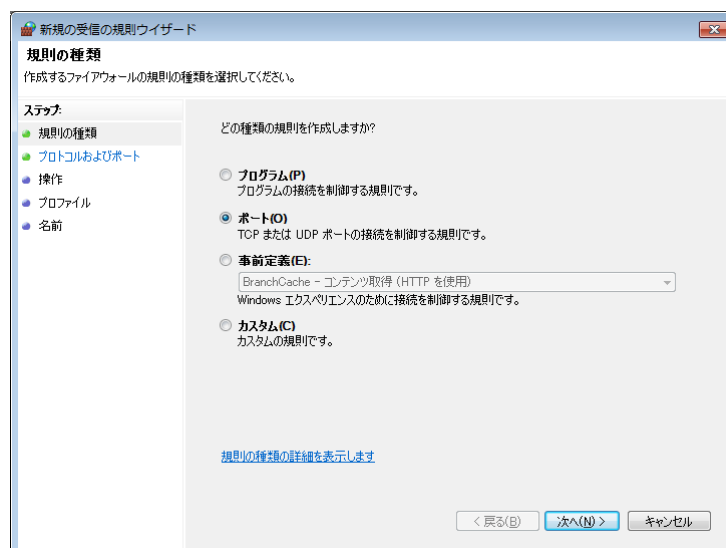 新規の受信の規則ウィザード
規則の種類
作成するファイアウォールの規則の種類を選択してください。
ステップ:
規則の種類
プロトコルおよびポート
操作
プロファイル
名前
どの種類の規則を作成しますか?
プログラム(P)
プログラムの接続を制御する規則です。
ポート(O)
TCP または UDP ポートの接続を制御する規則です。
事前定義(E):
BranchCache - コンテンツ取得 (HTTP を使用)
Windows エクスペリエンスのために接続を制御する規則です。
カスタム(C)
カスタムの規則です。
規則の種類の詳細を表示します
< 戻る(B)
次へ(N) >
キャンセル